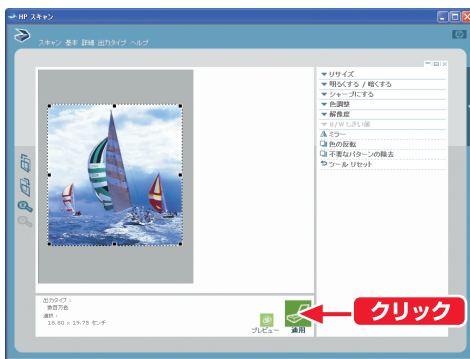 HP スキャン
スキャン 基本 詳細 出力タイプ ヘルプ
リサイズ
明るくする / 暗くする
シャープにする
色調整
解像度
B/W しきい値
ミラー
色の反転
不要なパターンの除去
ツール リセット
出力タイプ :
数百万色
選択 :
18.60 x 19.75 センチ
プレビュー
適用
クリック